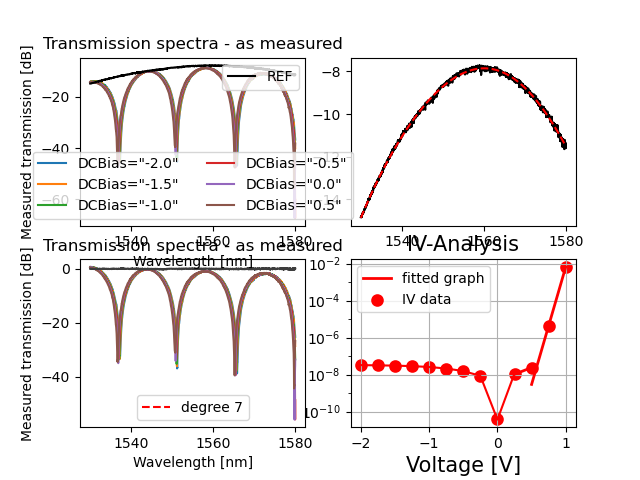 Transmission spectra - as measured
Measured transmission [dB]
−20
−40
−60
REF
DCBias="-2.0"
DCBias="-1.5"
DCBias="-1.0"
DCBias="-0.5"
DCBias="0.0"
DCBias="0.5"
1540
1560
1580
Wavelength [nm]
−8
−10
−12
−14
1540
1560
1580
Transmission spectra - as measured
Measured transmission [dB]
0
−20
−40
degree 7
1540
1560
1580
Wavelength [nm]
IV-Analysis
10−2
10−4
10−6
10−8
10−10
fitted graph
IV data
−2
−1
0
1
Voltage [V]